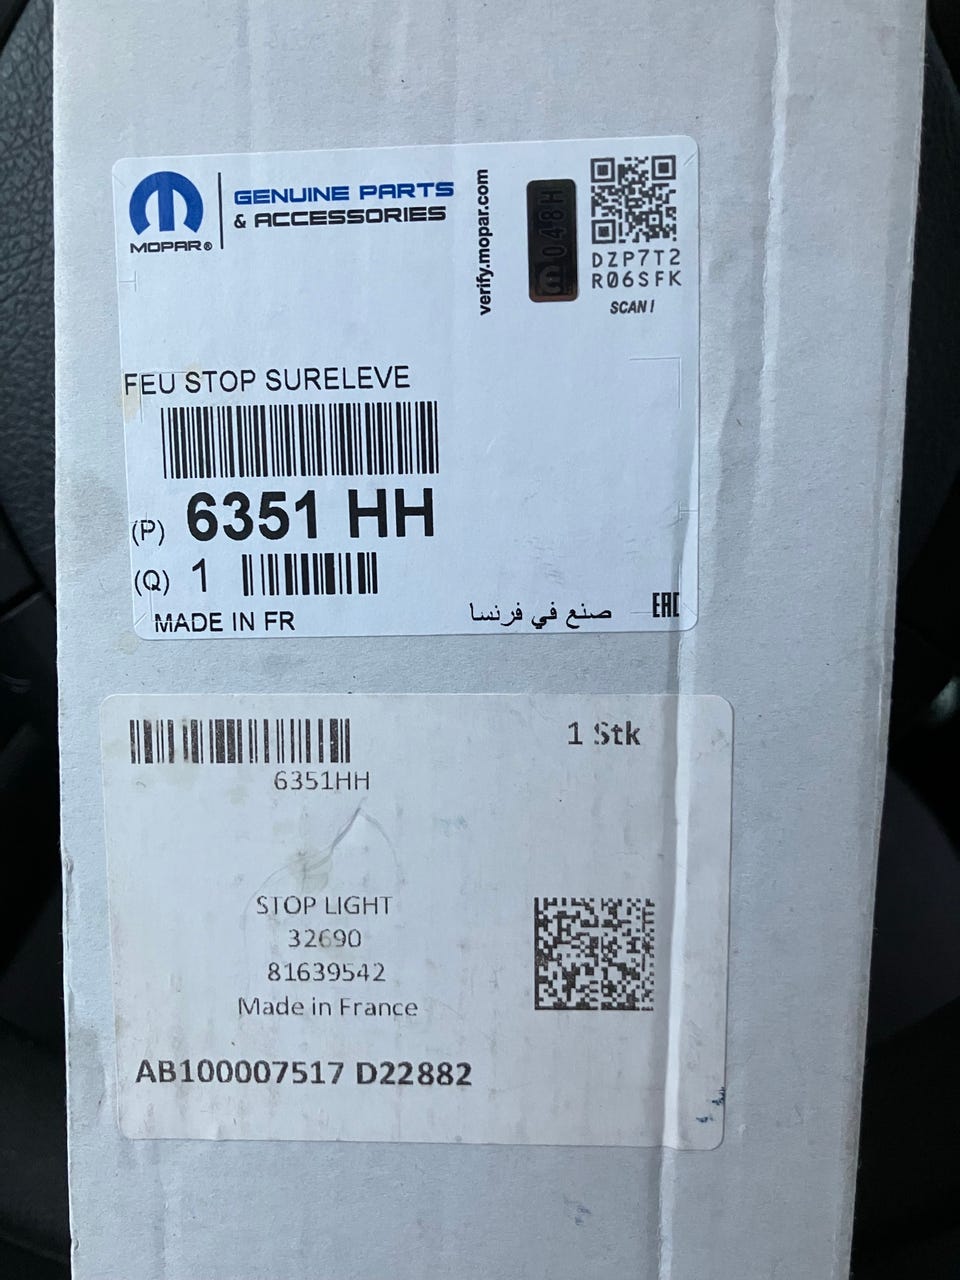 MOPAR®
GENUINE PARTS
& ACCESSORIES
verify.mopar.com
048H
DZP7T2
R06SFK
SCAN!
FEU STOP SURELEVE
(P) 6351 HH
(Q) 1
MADE IN FR
صنع في فرنسا
EAC
1 Stk
6351HH
STOP LIGHT
32690
81639542
Made in France
AB100007517 D22882